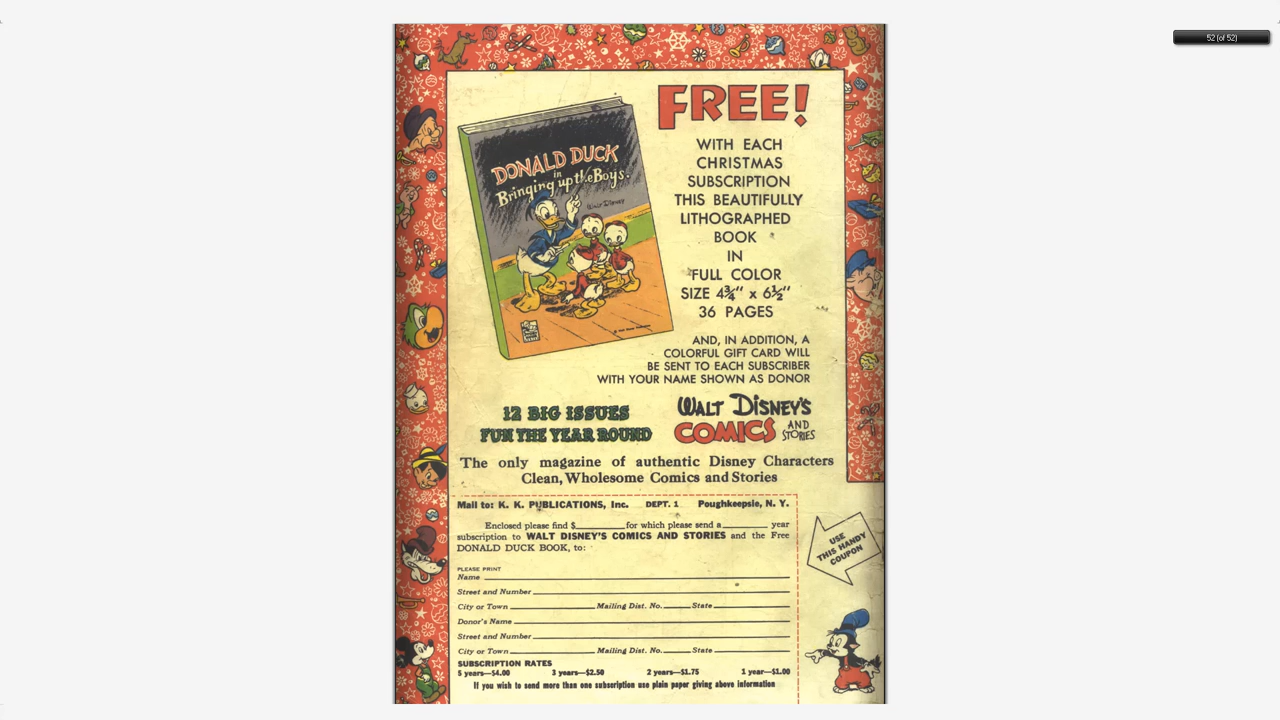 52 (of 52)
FREE!
WITH EACH
CHRISTMAS
SUBSCRIPTION
THIS BEAUTIFULLY
LITHOGRAPHED
BOOK
IN
FULL COLOR
SIZE 4¾" x 6½"
36 PAGES
DONALD DUCK
in
Bringing up the Boys.
WALT DISNEY
AND, IN ADDITION, A
COLORFUL GIFT CARD WILL
BE SENT TO EACH SUBSCRIBER
WITH YOUR NAME SHOWN AS DONOR
12 BIG ISSUES
FUN THE YEAR ROUND
WALT DISNEY'S
COMICS AND STORIES
The only magazine of authentic Disney Characters
Clean, Wholesome Comics and Stories
Mail to: K. K. PUBLICATIONS, Inc. DEPT. 1 Poughkeepsie, N. Y.
Enclosed please find $________ for which please send a ________ year
subscription to WALT DISNEY'S COMICS AND STORIES and the Free
DONALD DUCK BOOK, to:
USE
THIS HANDY
COUPON
PLEASE PRINT
Name
Street and Number
City or Town ________ Mailing Dist. No. ____ State ________
Donor's Name
Street and Number
City or Town ________ Mailing Dist. No. ____ State ________
SUBSCRIPTION RATES
5 years—$4.00 3 years—$2.50 2 years—$1.75 1 year—$1.00
If you wish to send more than one subscription use plain paper giving above information